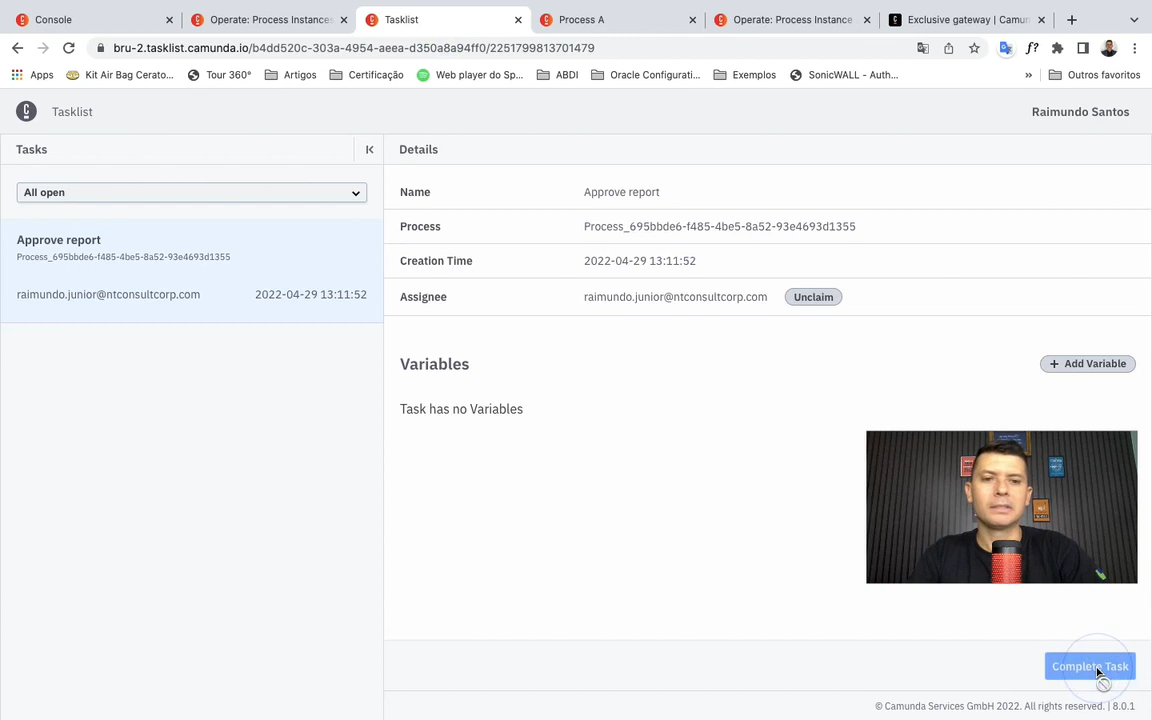 Console
Operate: Process Instances
Tasklist
Process A
Operate: Process Instance
Exclusive gateway | Camun
bru-2.tasklist.camunda.io/b4dd520c-303a-4954-aeea-d350a8a94ff0/2251799813701479
Apps
Kit Air Bag Cerato...
Tour 360°
Artigos
Certificação
Web player do Sp...
ABDI
Oracle Configurati...
Exemplos
SonicWALL - Auth...
»
Outros favoritos
Tasklist
Raimundo Santos
Tasks
Details
All open
Approve report
Process_695bbde6-f485-4be5-8a52-93e4693d1355
raimundo.junior@ntconsultcorp.com 2022-04-29 13:11:52
Name Approve report
Process Process_695bbde6-f485-4be5-8a52-93e4693d1355
Creation Time 2022-04-29 13:11:52
Assignee raimundo.junior@ntconsultcorp.com Unclaim
Variables
+ Add Variable
Task has no Variables
Complete Task
© Camunda Services GmbH 2022. All rights reserved. | 8.0.1